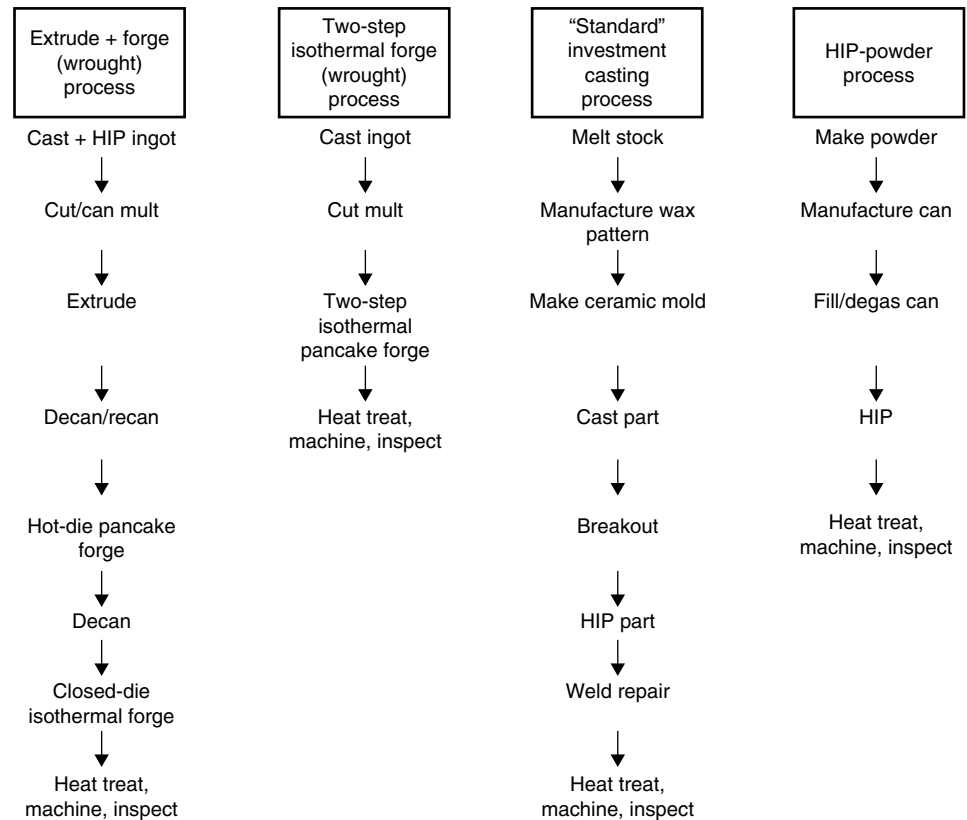 Extrude + forge
(wrought)
process
Cast + HIP ingot
Cut/can mult
Extrude
Decan/recan
Hot-die pancake
forge
Decan
Closed-die
isothermal forge
Heat treat,
machine, inspect
Two-step
isothermal forge
(wrought)
process
Cast ingot
Cut mult
Two-step
isothermal
pancake forge
Heat treat,
machine, inspect
“Standard”
investment
casting
process
Melt stock
Manufacture wax
pattern
Make ceramic mold
Cast part
Breakout
HIP part
Weld repair
Heat treat,
machine, inspect
HIP-powder
process
Make powder
Manufacture can
Fill/degas can
HIP
Heat treat,
machine, inspect